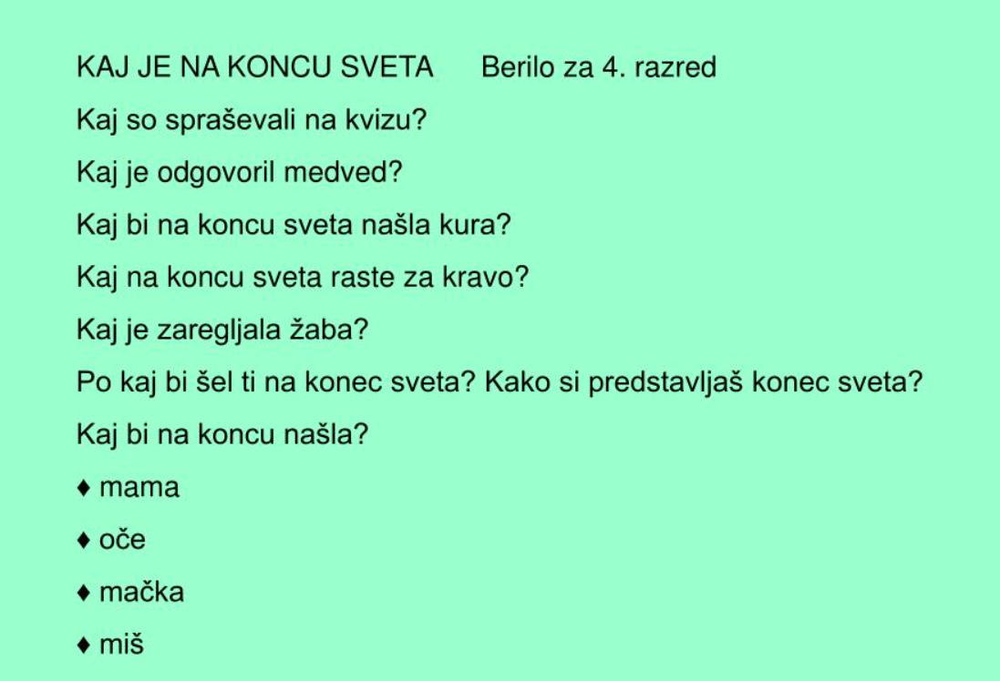 KAJ JE NA KONCU SVETA Berilo za 4. razred
Kaj so spraševali na kvizu?
Kaj je odgovoril medved?
Kaj bi na koncu sveta našla kura?
Kaj na koncu sveta raste za kravo?
Kaj je zaregljala žaba?
Po kaj bi šel ti na konec sveta? Kako si predstavljaš konec sveta?
Kaj bi na koncu našla?
♦ mama
♦ oče
♦ mačka
♦ miš